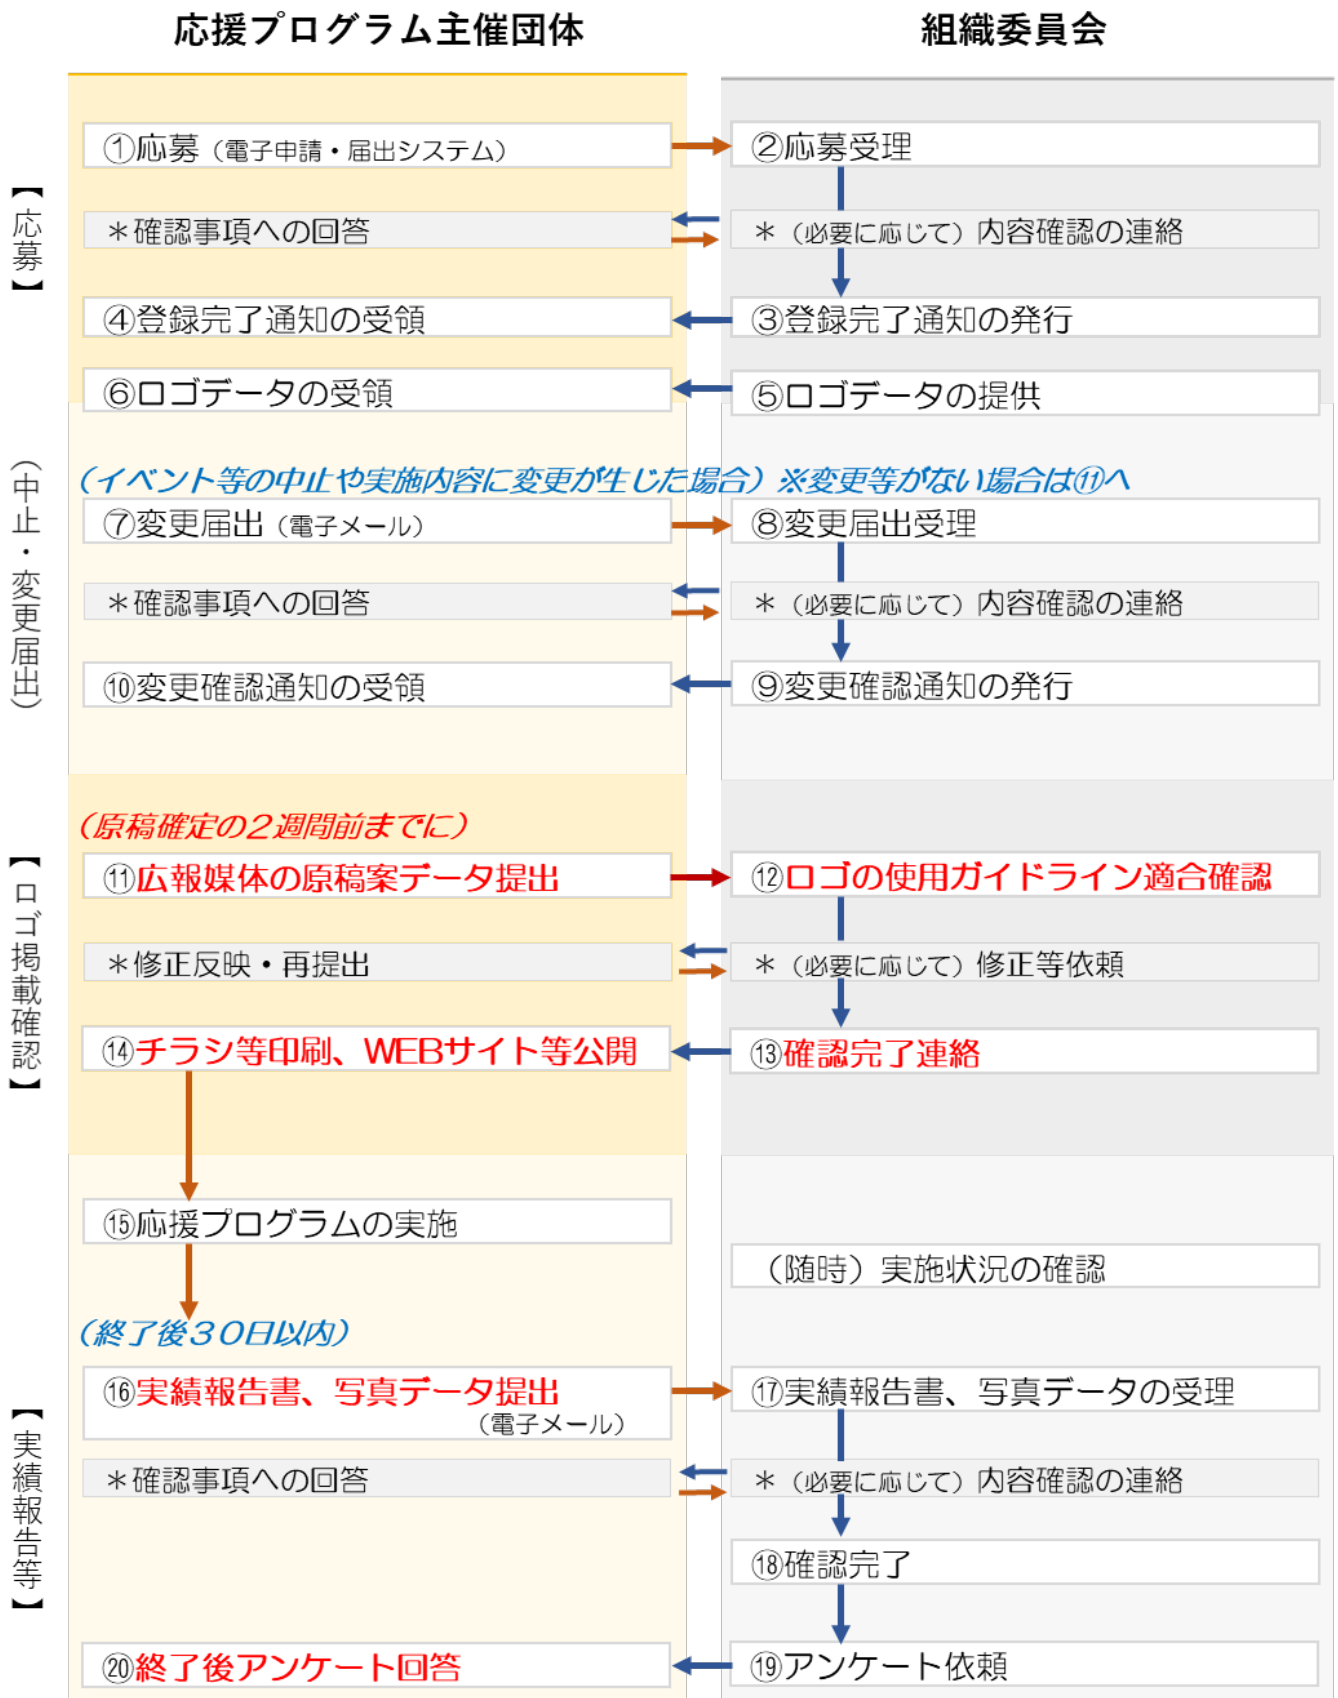 応援プログラム主催団体
組織委員会
【応募】
①応募（電子申請・届出システム）
②応募受理
＊確認事項への回答
＊（必要に応じて）内容確認の連絡
④登録完了通知の受領
③登録完了通知の発行
⑥ロゴデータの受領
⑤ロゴデータの提供
（中止・変更届出）
（イベント等の中止や実施内容に変更が生じた場合）※変更等がない場合は⑪へ
⑦変更届出（電子メール）
⑧変更届出受理
＊確認事項への回答
＊（必要に応じて）内容確認の連絡
⑩変更確認通知の受領
⑨変更確認通知の発行
【ロゴ掲載確認】
（原稿確定の２週間前までに）
⑪広報媒体の原稿案データ提出
⑫ロゴの使用ガイドライン適合確認
＊修正反映・再提出
＊（必要に応じて）修正等依頼
⑭チラシ等印刷、WEBサイト等公開
⑬確認完了連絡
⑮応援プログラムの実施
（随時）実施状況の確認
【実績報告等】
（終了後３０日以内）
⑯実績報告書、写真データ提出
（電子メール）
⑰実績報告書、写真データの受理
＊確認事項への回答
＊（必要に応じて）内容確認の連絡
⑱確認完了
⑳終了後アンケート回答
⑲アンケート依頼